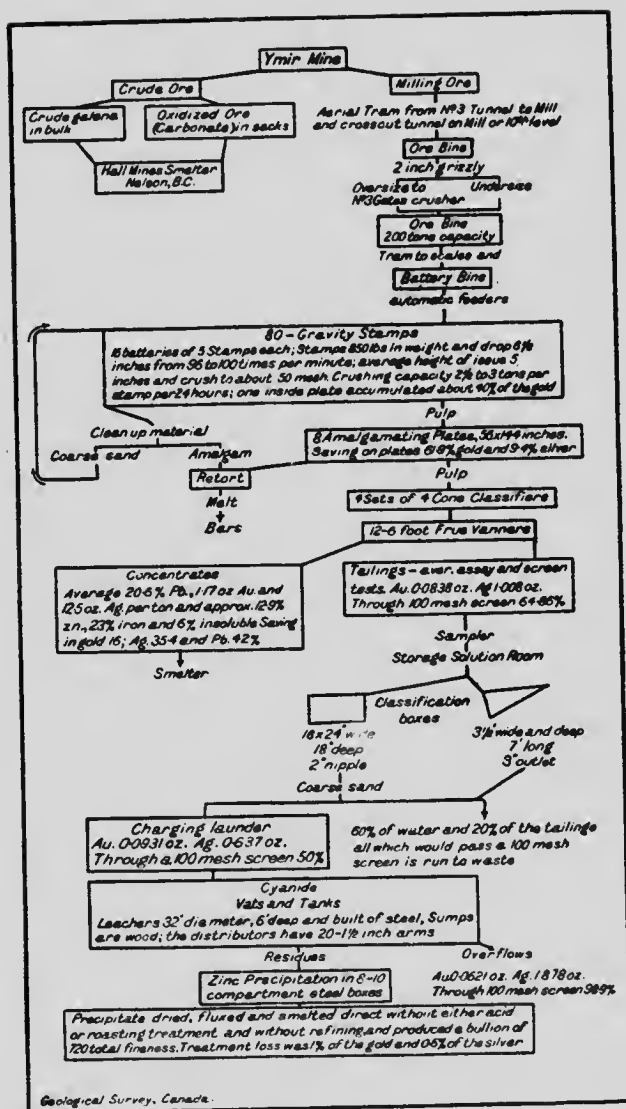 Ymir Mine
Crude Ore
Milling Ore
Crude galena
in bulk
Oxidized Ore
(Carbonate) in sacks
Aerial Tram from Nº3 Tunnel to Mill
and crosscut tunnel on Mill or 10th level
Hall Mines Smelter
Nelson, B.C.
Ore Bins
2 inch grizzly
Oversize to
Nº3 Gates crusher
Undersize
Ore Bins
200 tons capacity
Tram to scales and
Battery Bins
automatic feeders
80-Gravity Stamps
16 batteries of 5 Stamps each; Stamps 850 lbs in weight and drop 6½
inches from 96 to 100 times per minute; average height of issue 5
inches and crush to about 50 mesh. Crushing capacity 2½ to 3 tons per
stamp per 24 hours; one inside plate accumulated about 40% of the gold
Pulp
Clean up material
Coarse sand
Amalgam
8 Amalgamating Plates, 55x144 inches.
Saving on plates 61.8% gold and 9.4% silver
Retort
Pulp
Melt
Bars
4 Sets of 4 Cone Classifiers
12-6 foot Frue Vanners
Concentrates
Average 20.6% Pb., 1.17 oz Au. and
12.5 oz. Ag. per ton and approx. 12.9%
zn., 23% iron and 6% insoluble Saving
in gold 16; Ag. 35.4 and Pb. 42%
Smelter
Tailings - aver. assay and screen
tests. Au. 0.0838 oz. Ag 1.008 oz.
Through 100 mesh screen 64.86%
Sampler
Storage Solution Room
Classification
boxes
16 x 24" wide
18" deep
2" nipple
3½' wide and deep
7' long
3" outlet
Coarse sand
Charging launder
Au. 0.0931 oz. Ag. 0.637 oz.
Through a 100 mesh screen 50%
60% of water and 20% of the tailings
all which would pass a 100 mesh
screen is run to waste
Cyanide
Vats and Tanks
Leachers 32' diameter, 6' deep and built of steel, Sumps
are wood; the distributors have 20-1½ inch arms
Residues
Overflows
Au. 0.0621 oz. Ag. 1.878 oz.
Through 100 mesh screen 98.9%
Zinc Precipitation in 6-10
compartment steel boxes
Precipitate dried, fluxed and smelted direct without either acid
or roasting treatment and without refining, and produced a bullion of
720 total fineness. Treatment loss was 1% of the gold and 0.6% of the silver
Geological Survey, Canada.